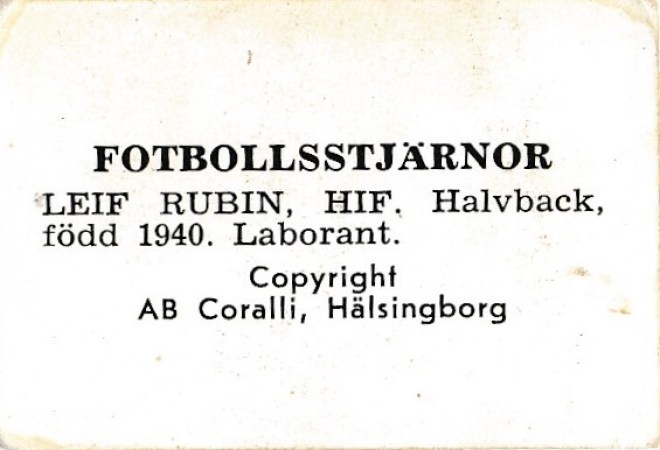 FOTBOLLSSTJÄRNOR
LEIF RUBIN, HIF. Halvback,
född 1940. Laborant.
Copyright
AB Coralli, Hälsingborg